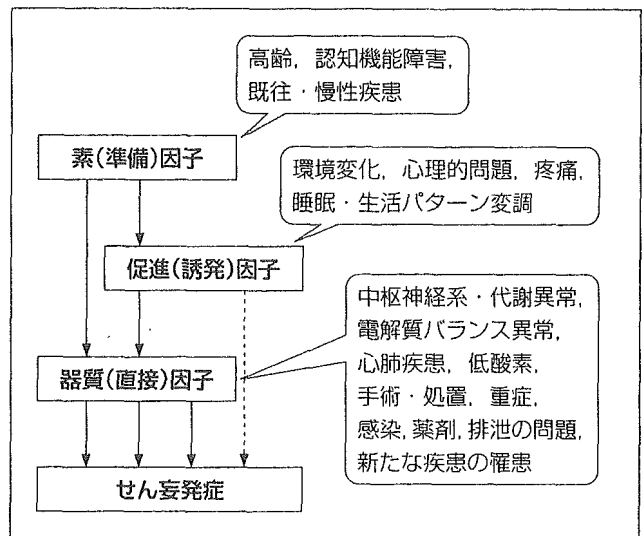 高齢，認知機能障害，
既往・慢性疾患
素(準備)因子
環境変化，心理的問題，疼痛，
睡眠・生活パターン変調
促進(誘発)因子
中枢神経系・代謝異常，
電解質バランス異常，
心肺疾患，低酸素，
手術・処置，重症，
感染，薬剤，排泄の問題，
新たな疾患の罹患
器質(直接)因子
せん妄発症